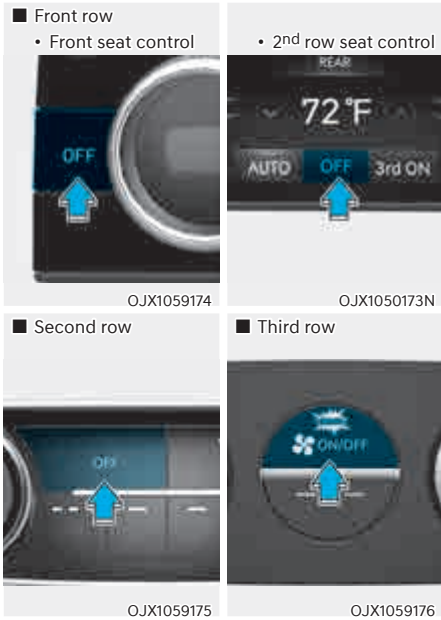 ■ Front row
• Front seat control
OFF
OJX1059174
• 2nd row seat control
REAR
72°F
AUTO OFF 3rd ON
OJX1050173N
■ Second row
OFF
OJX1059175
■ Third row
ON/OFF
OJX1059176